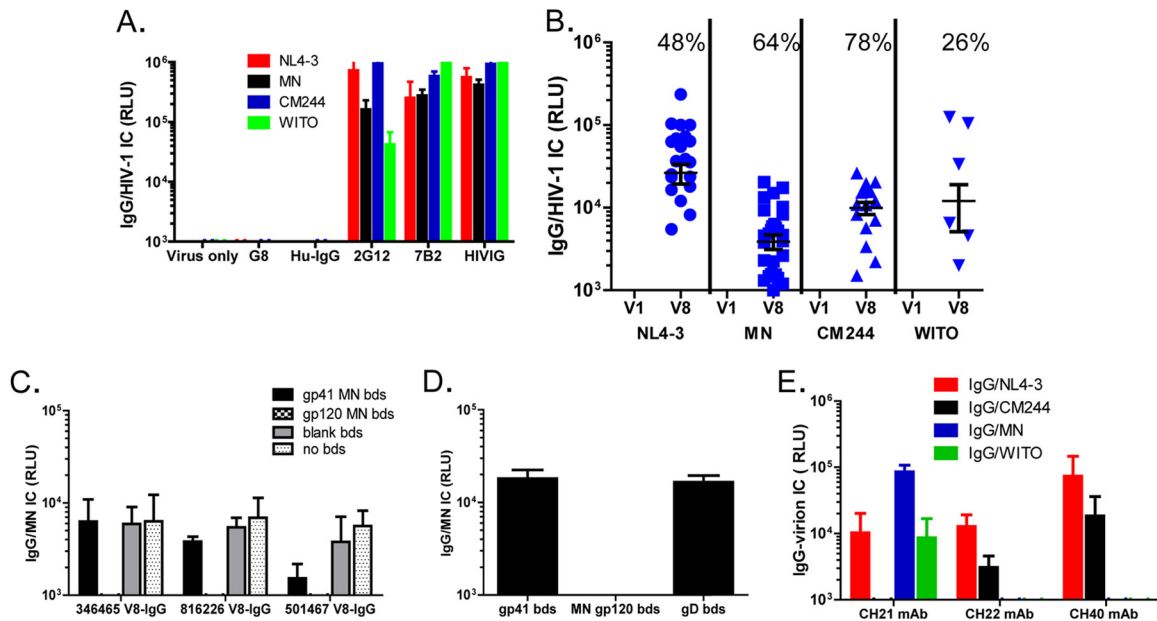 A.
IgG/HIV-1 IC (RLU)
10^6
10^5
10^4
10^3
NL4-3
MN
CM244
WITO
Virus only G8 Hu-IgG 2G12 7B2 HIVIG
B.
IgG/HIV-1 IC (RLU)
10^6
10^5
10^4
10^3
48% 64% 78% 26%
V1 V8 V1 V8 V1 V8 V1 V8
NL4-3 MN CM244 WITO
C.
IgG/MN IC (RLU)
10^5
10^4
10^3
gp41 MN bds
gp120 MN bds
blank bds
no bds
346465 V8-IgG 816226 V8-IgG 501467 V8-IgG
D.
IgG/MN IC (RLU)
10^5
10^4
10^3
gp41 bds MN gp120 bds gD bds
E.
IgG-virion IC ( RLU)
10^6
10^5
10^4
10^3
IgG/NL4-3
IgG/CM244
IgG/MN
IgG/WITO
CH21 mAb CH22 mAb CH40 mAb